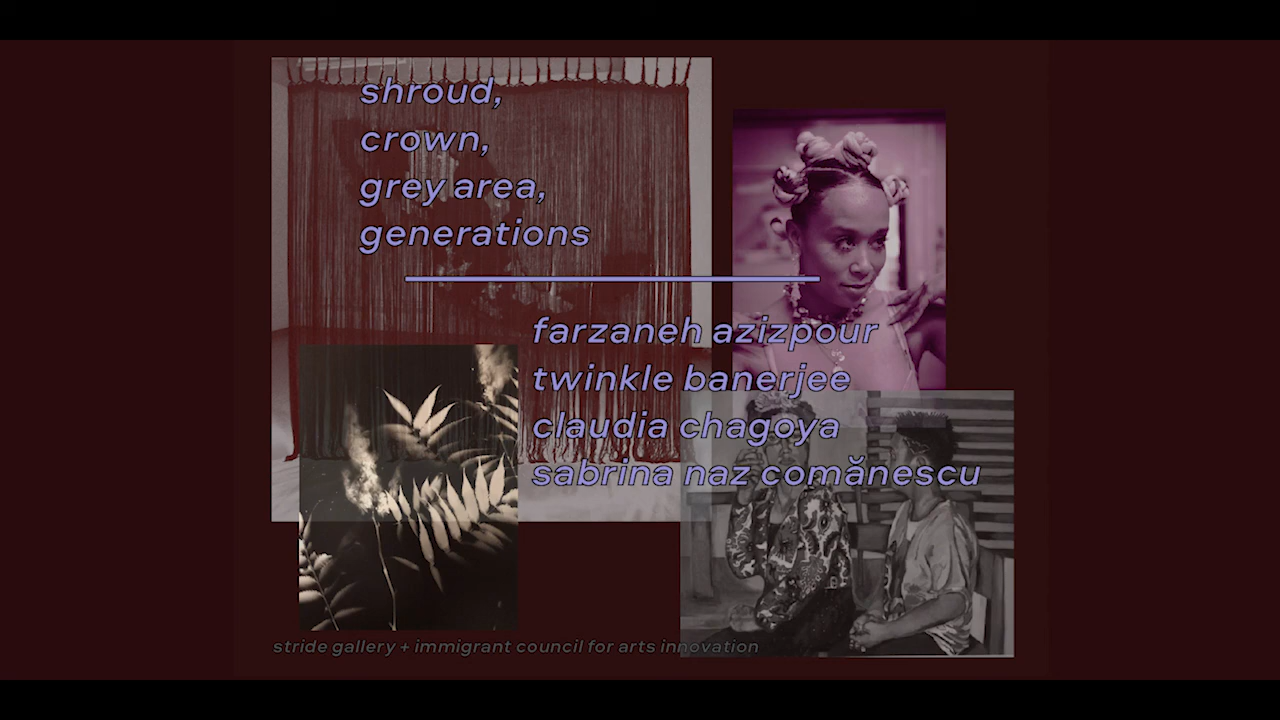 shroud,
crown,
grey area,
generations
farzaneh azizpour
twinkle banerjee
claudia chagoya
sabrina naz comănescu
stride gallery + immigrant council for arts innovation